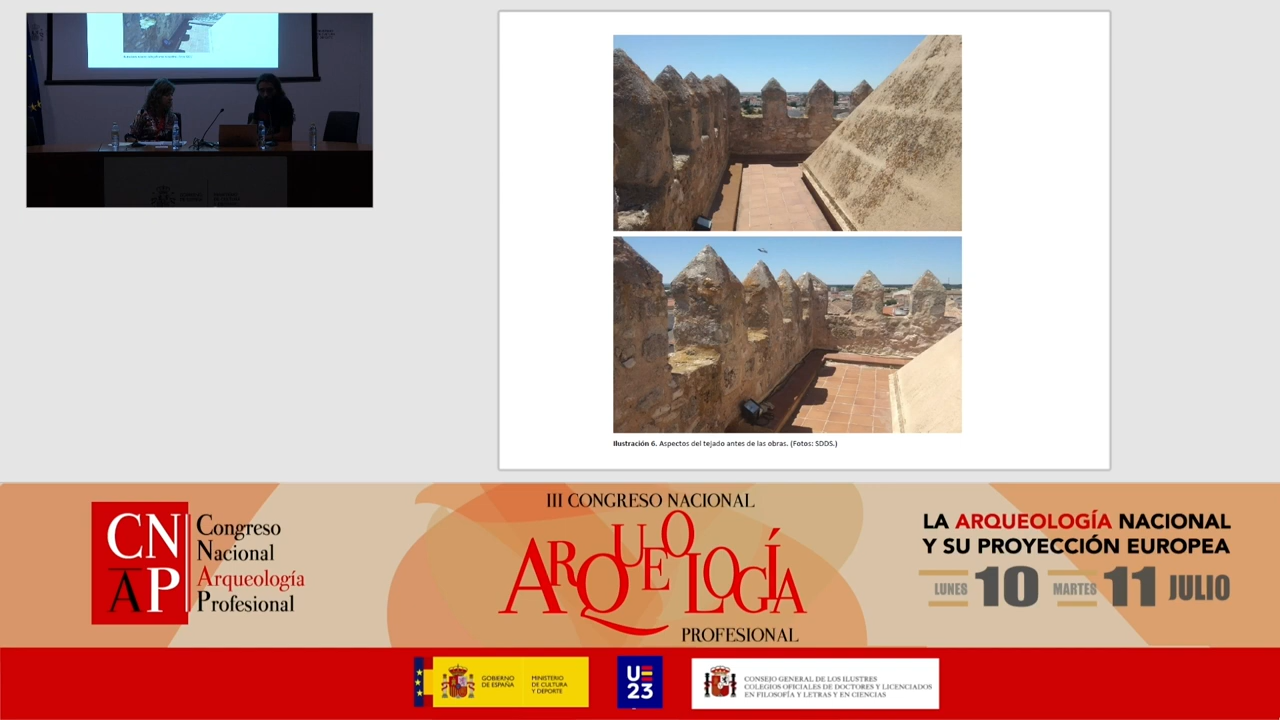 Ilustración 6. Aspectos del tejado antes de las obras. (Fotos: SDDS.)
CN
AP
Congreso
Nacional
Arqueología
Profesional
III CONGRESO NACIONAL
ARQUEOLOGÍA
PROFESIONAL
LA ARQUEOLOGÍA NACIONAL
Y SU PROYECCIÓN EUROPEA
LUNES 10 MARTES 11 JULIO
GOBIERNO
DE ESPAÑA
MINISTERIO
DE CULTURA
Y DEPORTE
UE
23
CONSEJO GENERAL DE LOS ILUSTRES
COLEGIOS OFICIALES DE DOCTORES Y LICENCIADOS
EN FILOSOFÍA Y LETRAS Y EN CIENCIAS